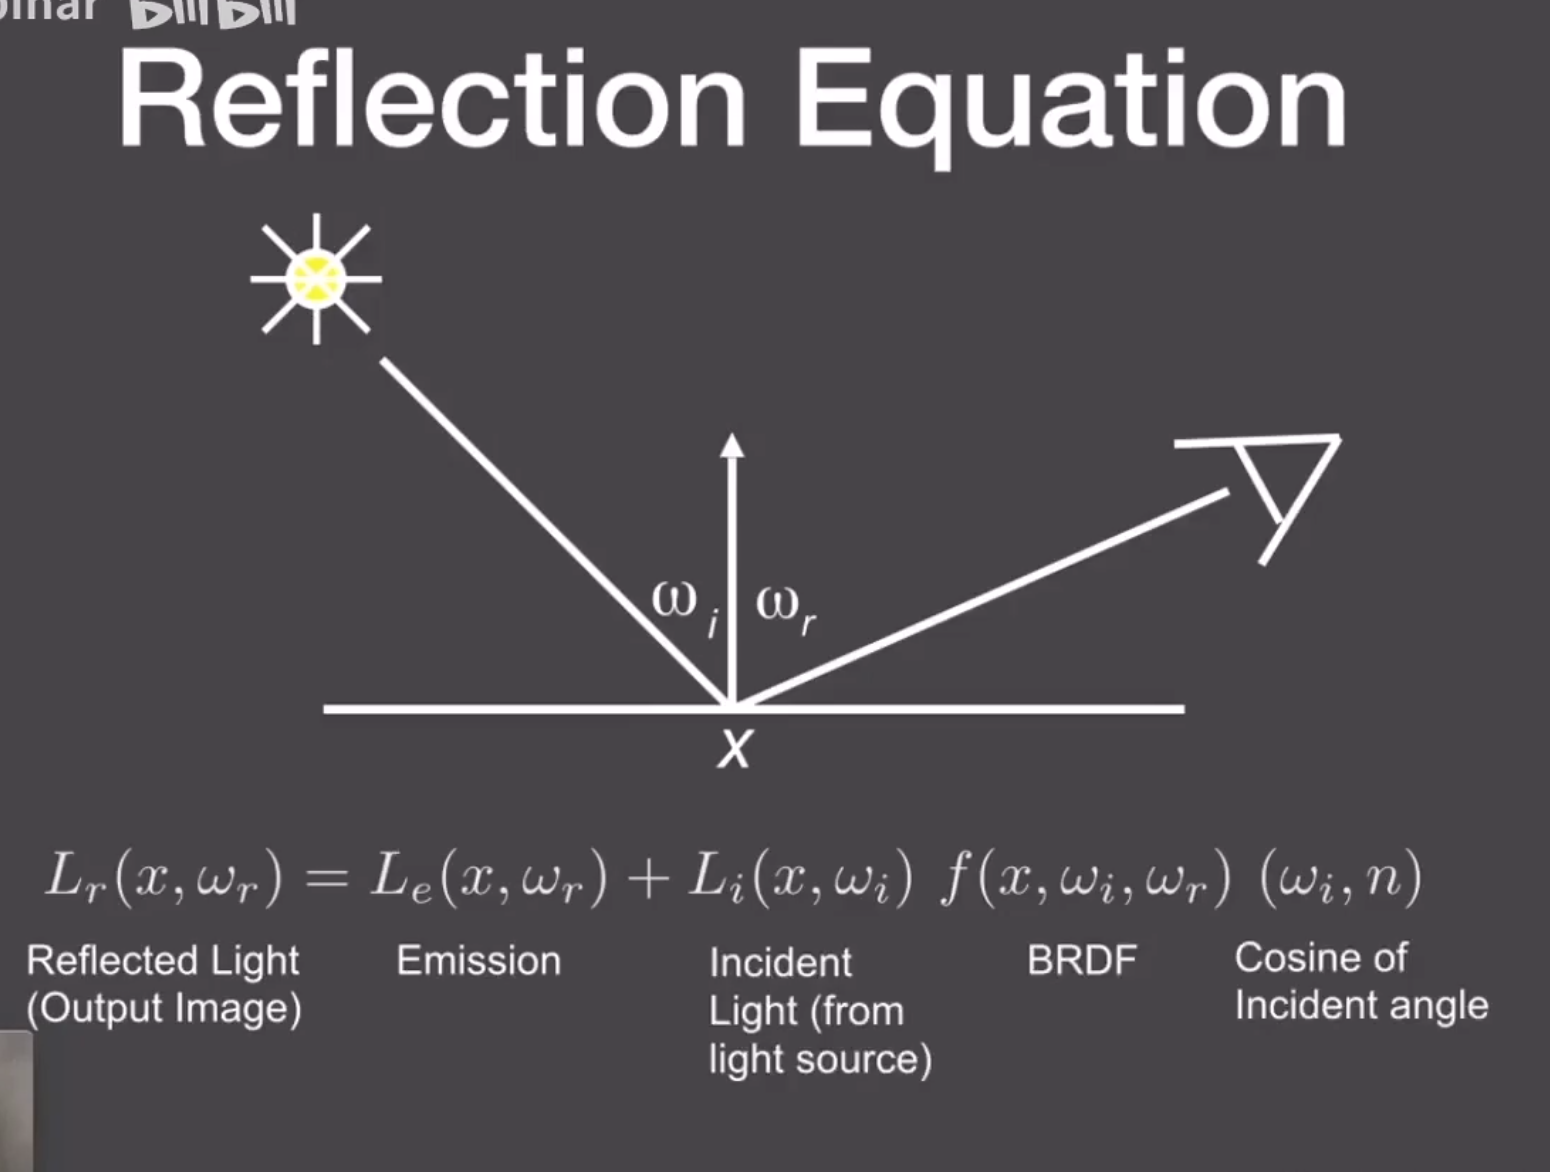 Reflection Equation
ω i ω r
x
L_r(x, ω_r) = L_e(x, ω_r) + L_i(x, ω_i) f(x, ω_i, ω_r) (ω_i, n)
Reflected Light
(Output Image)
Emission
Incident
Light (from
light source)
BRDF
Cosine of
Incident angle